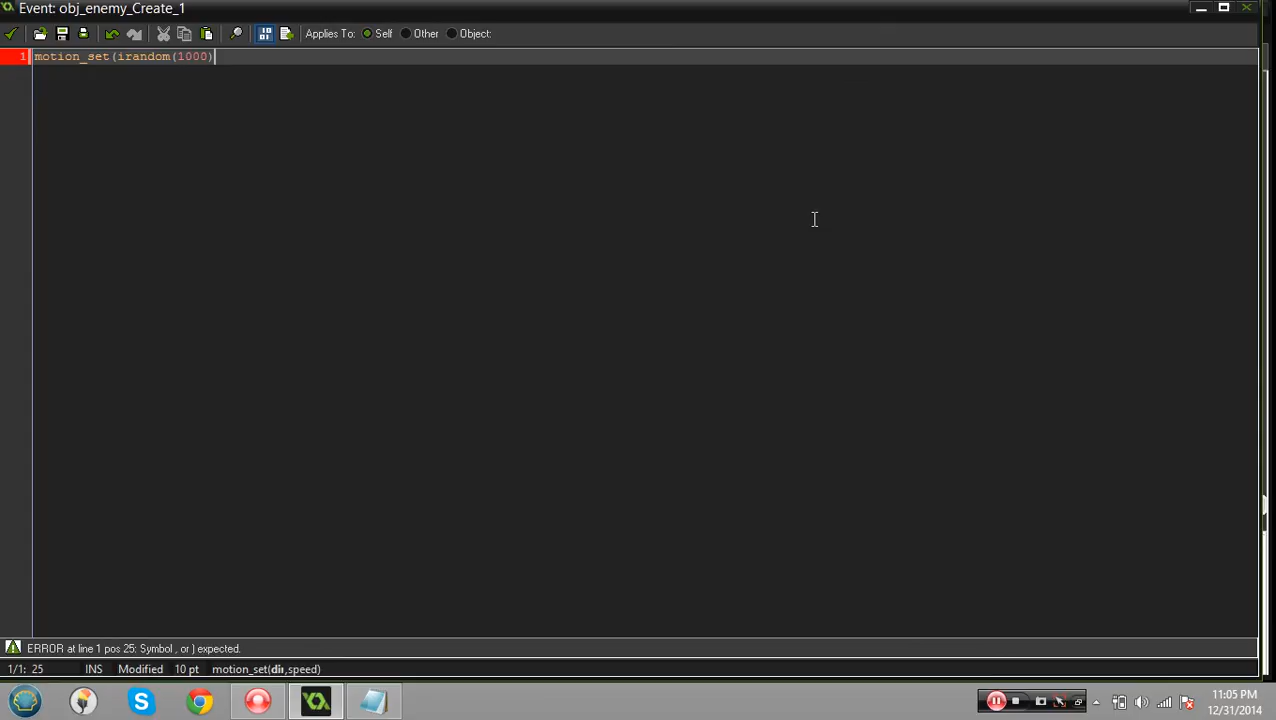 Event: obj_enemy_Create_1
Applies To: Self Other Object:
1 motion_set(irandom(1000)
ERROR at line 1 pos 25: Symbol , or ) expected.
1/1: 25 INS Modified 10 pt motion_set(dir,speed)
11:05 PM
12/31/2014